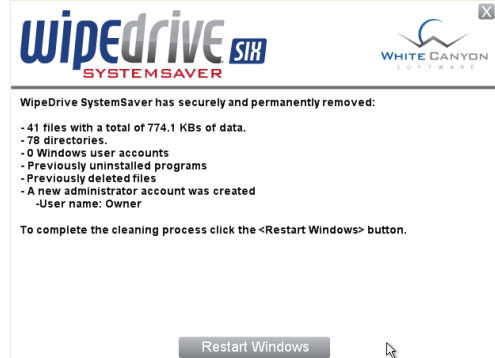 wipedrive SIX
SYSTEMSAVER
WHITE CANYON
SOFTWARE
X
WipeDrive SystemSaver has securely and permanently removed:
- 41 files with a total of 774.1 KBs of data.
- 78 directories.
- 0 Windows user accounts
- Previously uninstalled programs
- Previously deleted files
- A new administrator account was created
-User name: Owner
To complete the cleaning process click the <Restart Windows> button.
Restart Windows